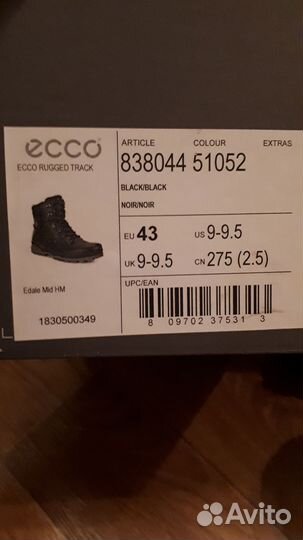 ecco
ECCO RUGGED TRACK
Edale Mid HM
1830500349
ARTICLE COLOUR EXTRAS
838044 51052
BLACK/BLACK
NOIR/NOIR
EU 43 US 9-9.5
UK 9-9.5 CN 275 (2.5)
UPC/EAN
8 09702 37531 3
Avito